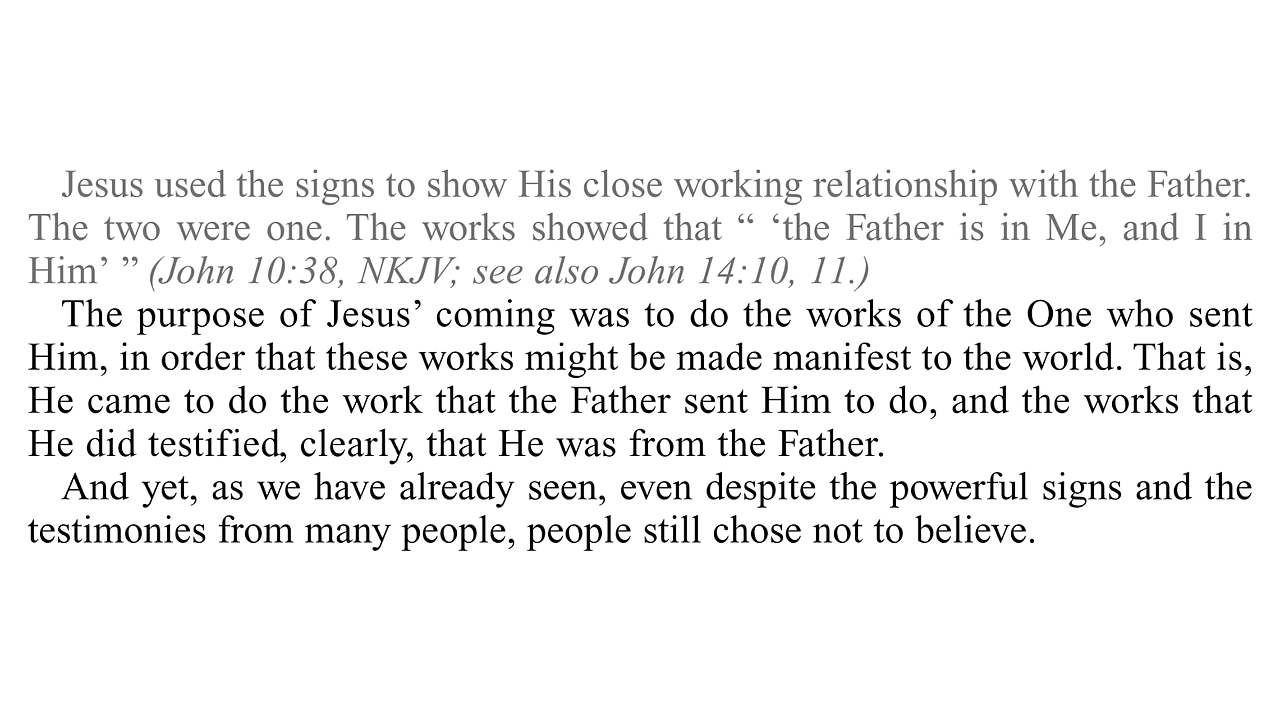 Jesus used the signs to show His close working relationship with the Father.
The two were one. The works showed that “ ‘the Father is in Me, and I in
Him’ ” (John 10:38, NKJV; see also John 14:10, 11.)
The purpose of Jesus’ coming was to do the works of the One who sent
Him, in order that these works might be made manifest to the world. That is,
He came to do the work that the Father sent Him to do, and the works that
He did testified, clearly, that He was from the Father.
And yet, as we have already seen, even despite the powerful signs and the
testimonies from many people, people still chose not to believe.